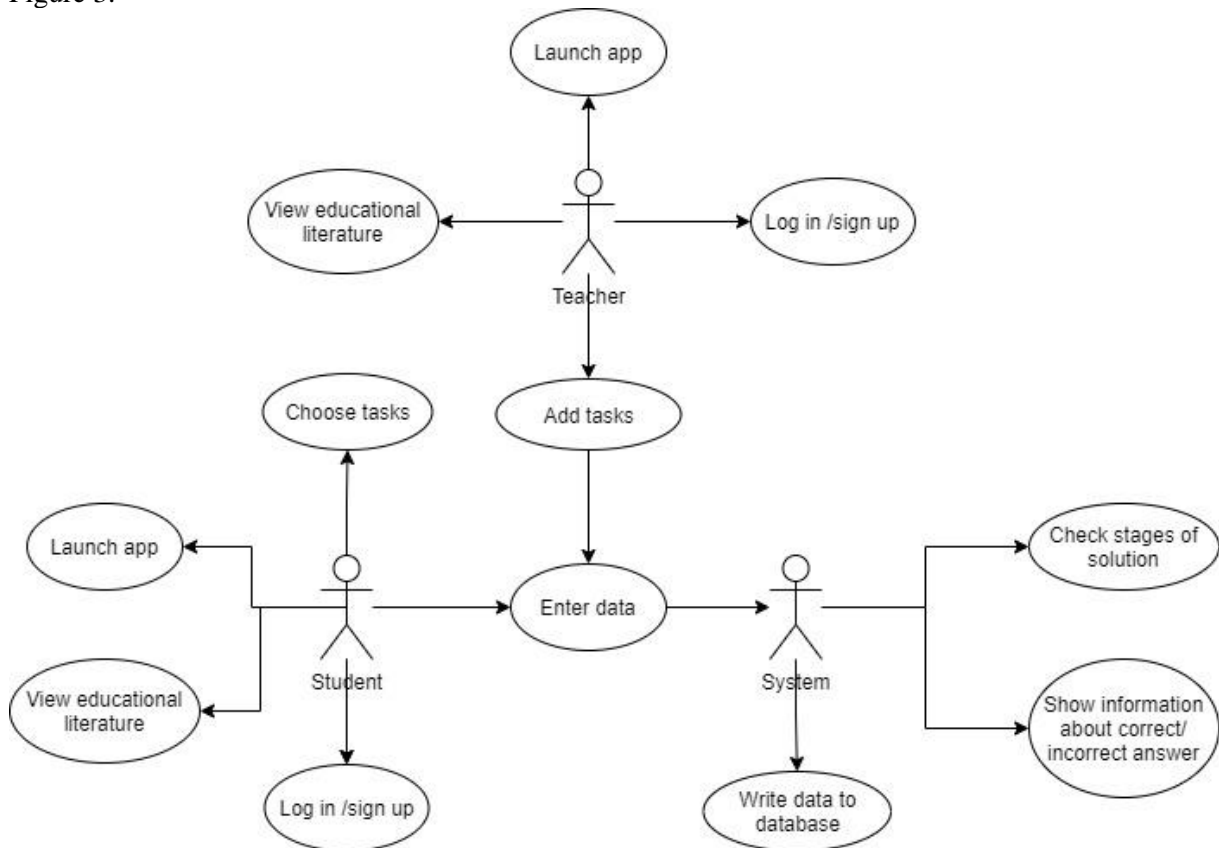 Figure 3.
Launch app
View educational
literature
Log in /sign up
Teacher
Choose tasks
Add tasks
Launch app
Check stages of
solution
Enter data
Student
System
View educational
literature
Show information
about correct/
incorrect answer
Log in /sign up
Write data to
database